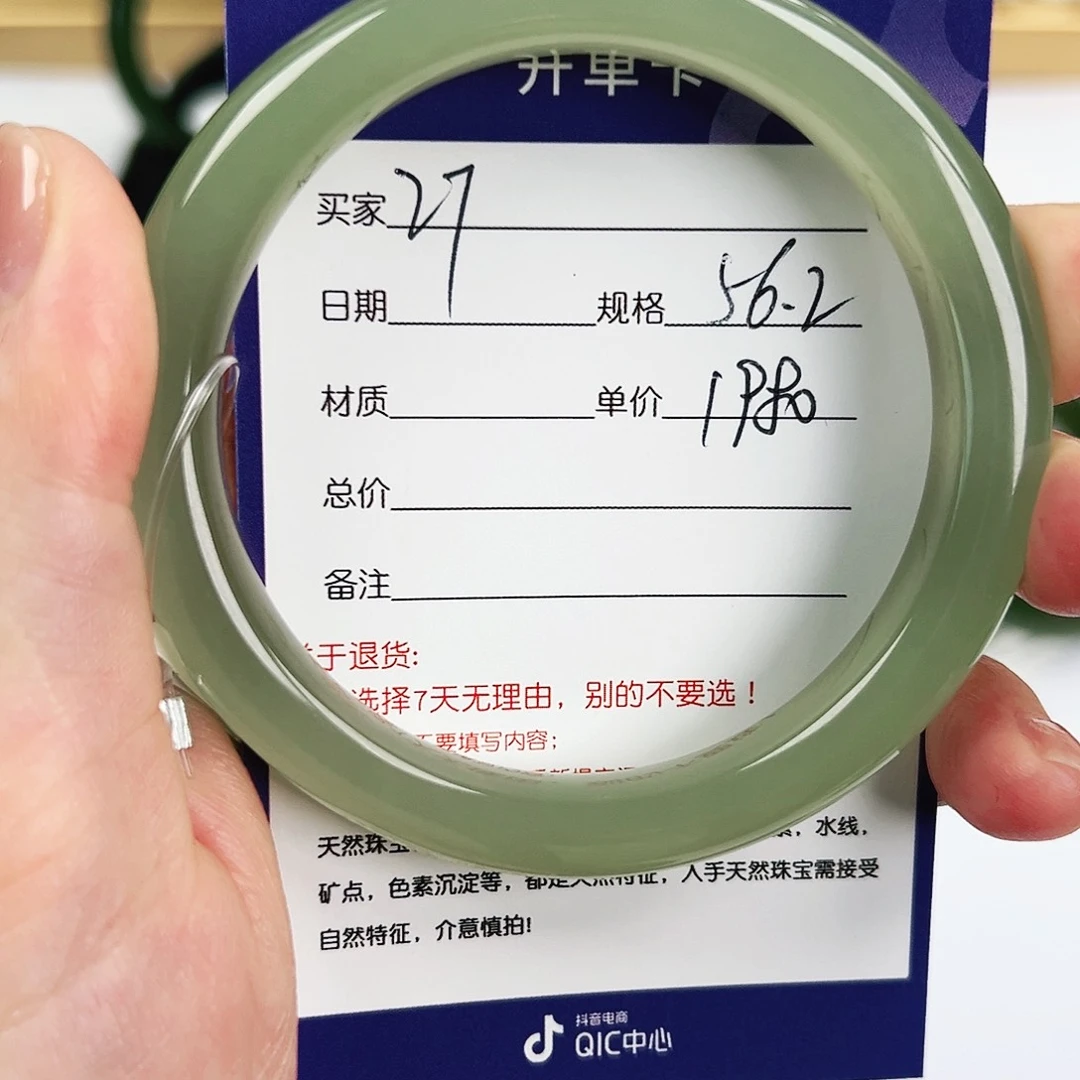 开单卡
买家 27
日期 规格 56.2
材质 单价
总价
备注
关于退货:
选择7天无理由，别的不要选！
不要填写内容;
天然珠宝 水线，
矿点，色素沉淀等，都是天然特征，入手天然珠宝需接受
自然特征，介意慎拍!
抖音电商
QIC中心